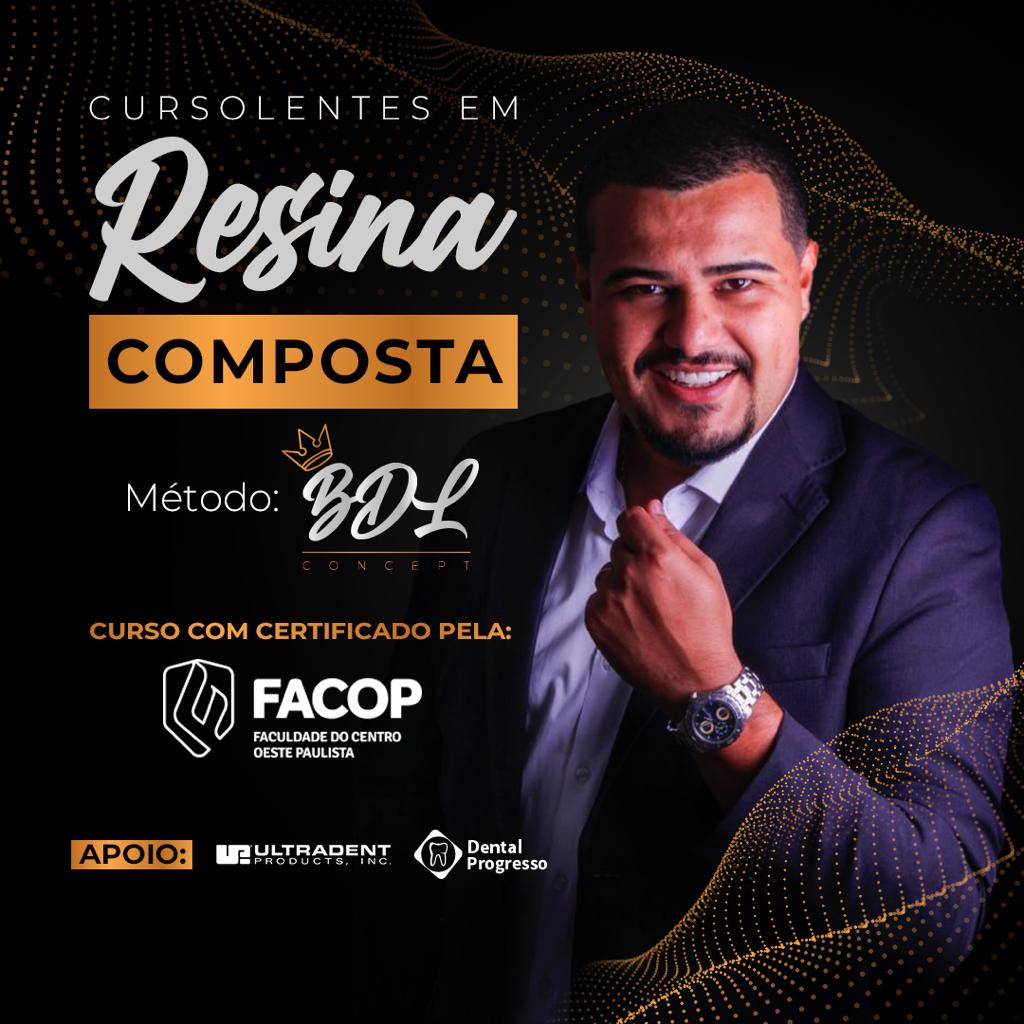 CURSOLENTES EM
Resina
COMPOSTA
Método: BDL
CONCEPT
CURSO COM CERTIFICADO PELA:
FACOP
FACULDADE DO CENTRO
OESTE PAULISTA
APOIO:
ULTRADENT
PRODUCTS, INC.
Dental
Progresso